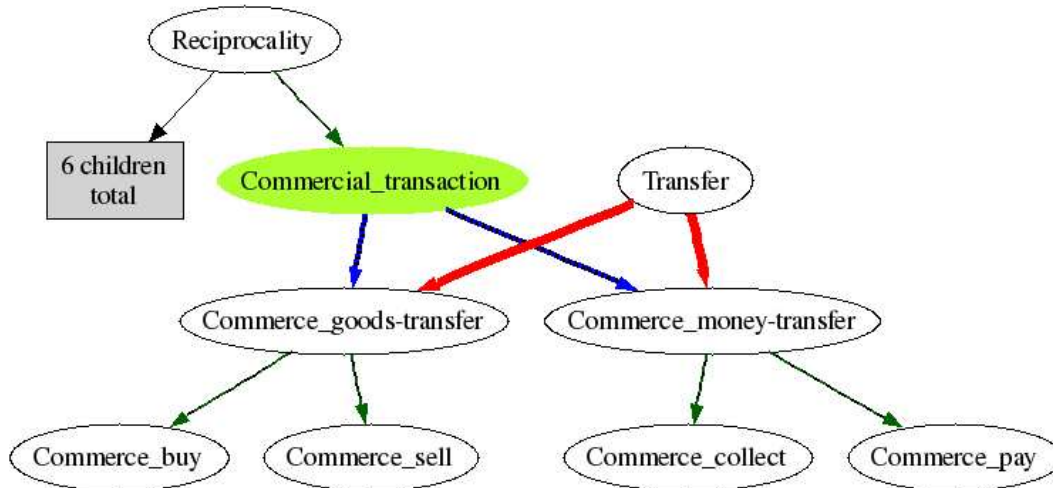 Reciprocality
6 children
total
Commercial_transaction
Transfer
Commerce_goods-transfer
Commerce_money-transfer
Commerce_buy
Commerce_sell
Commerce_collect
Commerce_pay